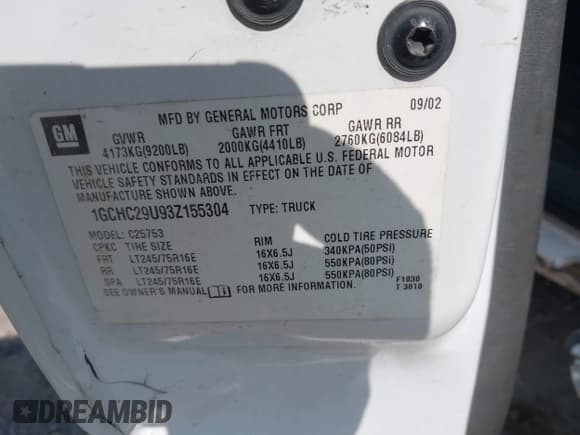 GM
MFD BY GENERAL MOTORS CORP 09/02
GVWR GAWR FRT GAWR RR
4173KG(9200LB) 2000KG(4410LB) 2760KG(6084LB)
THIS VEHICLE CONFORMS TO ALL APPLICABLE U.S. FEDERAL MOTOR
VEHICLE SAFETY STANDARDS IN EFFECT ON THE DATE OF
MANUFACTURE SHOWN ABOVE.
1GCHC29U93Z155304 TYPE: TRUCK
MODEL: C25753
CPKC TIRE SIZE RIM COLD TIRE PRESSURE
FRT LT245/75R16E 16X6.5J 340KPA(50PSI)
RR LT245/75R16E 16X6.5J 550KPA(80PSI)
SPA LT245/75R16E 16X6.5J 550KPA(80PSI)
SEE OWNER'S MANUAL FOR MORE INFORMATION. F1030
T 3010
DREAMBID